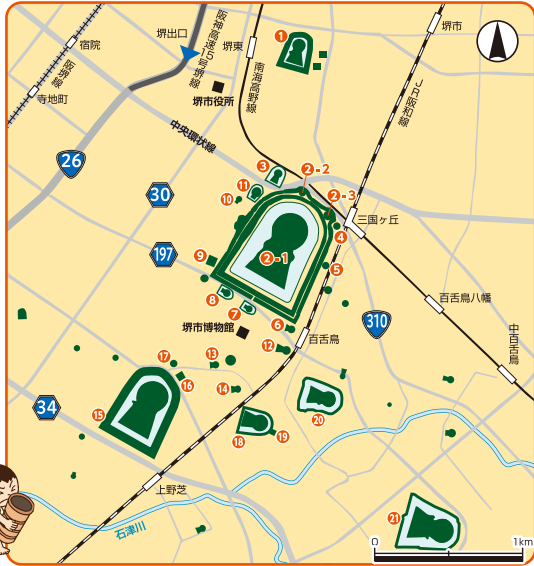 堺市
阪神高速15号堺線
堺出口
1
宿院
堺東
阪堺線
南海高野線
JR阪和線
寺地町
堺市役所
中央環状線
26
3
2-2
11
30
10
2-3
三国ヶ丘
4
197
9
2-1
5
8
7
百舌鳥八幡
6
310
堺市博物館
百舌鳥
中百舌鳥
12
17
13
16
14
34
15
20
18
19
上野芝
21
石津川
0
1km